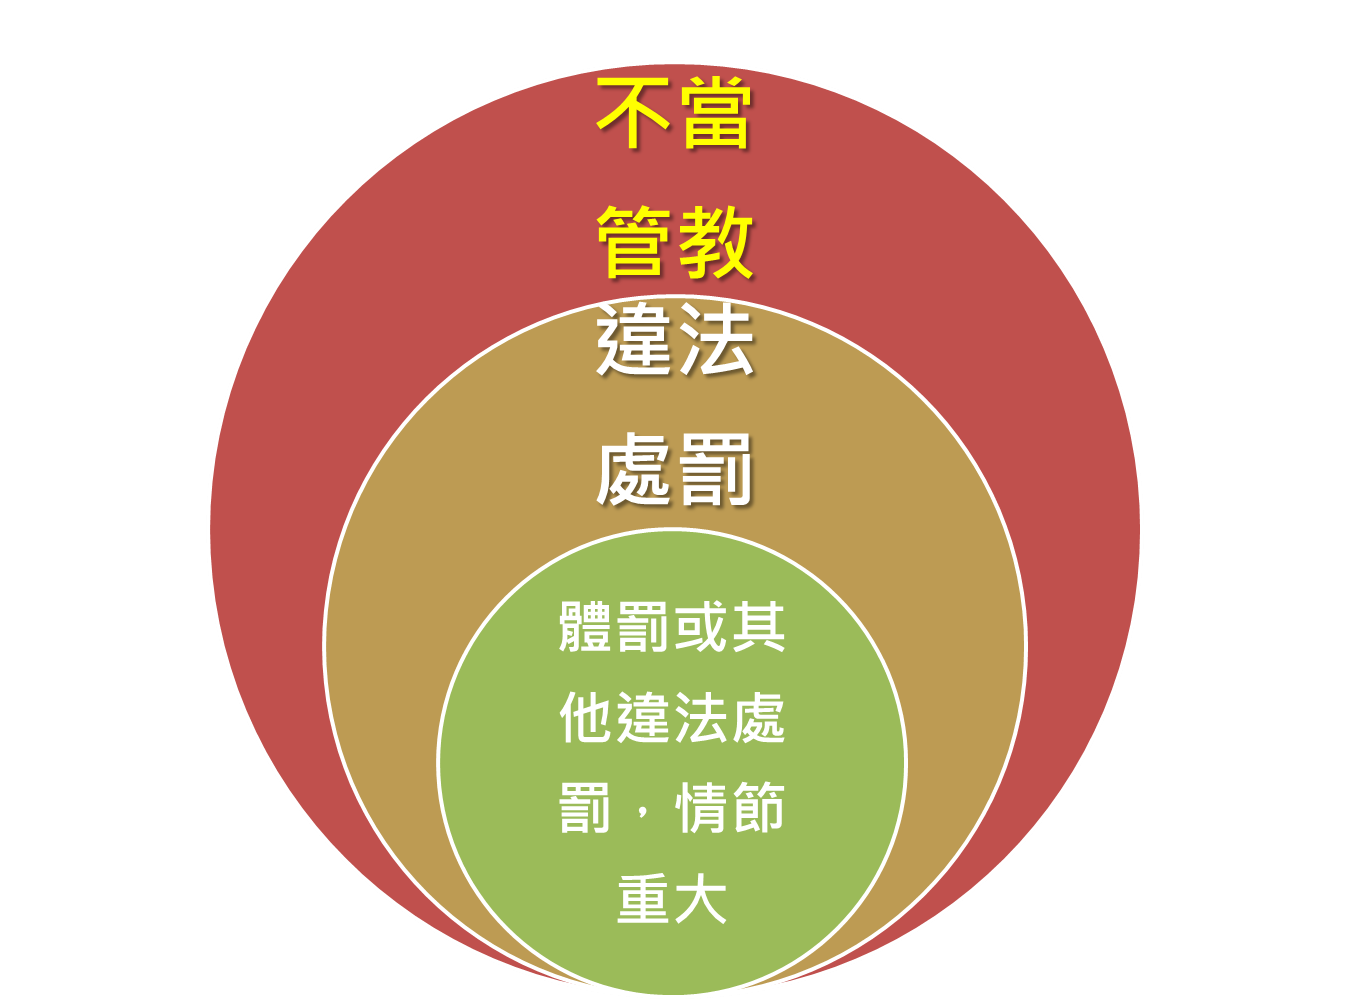 不當
管教
違法
處罰
體罰或其
他違法處
罰，情節
重大